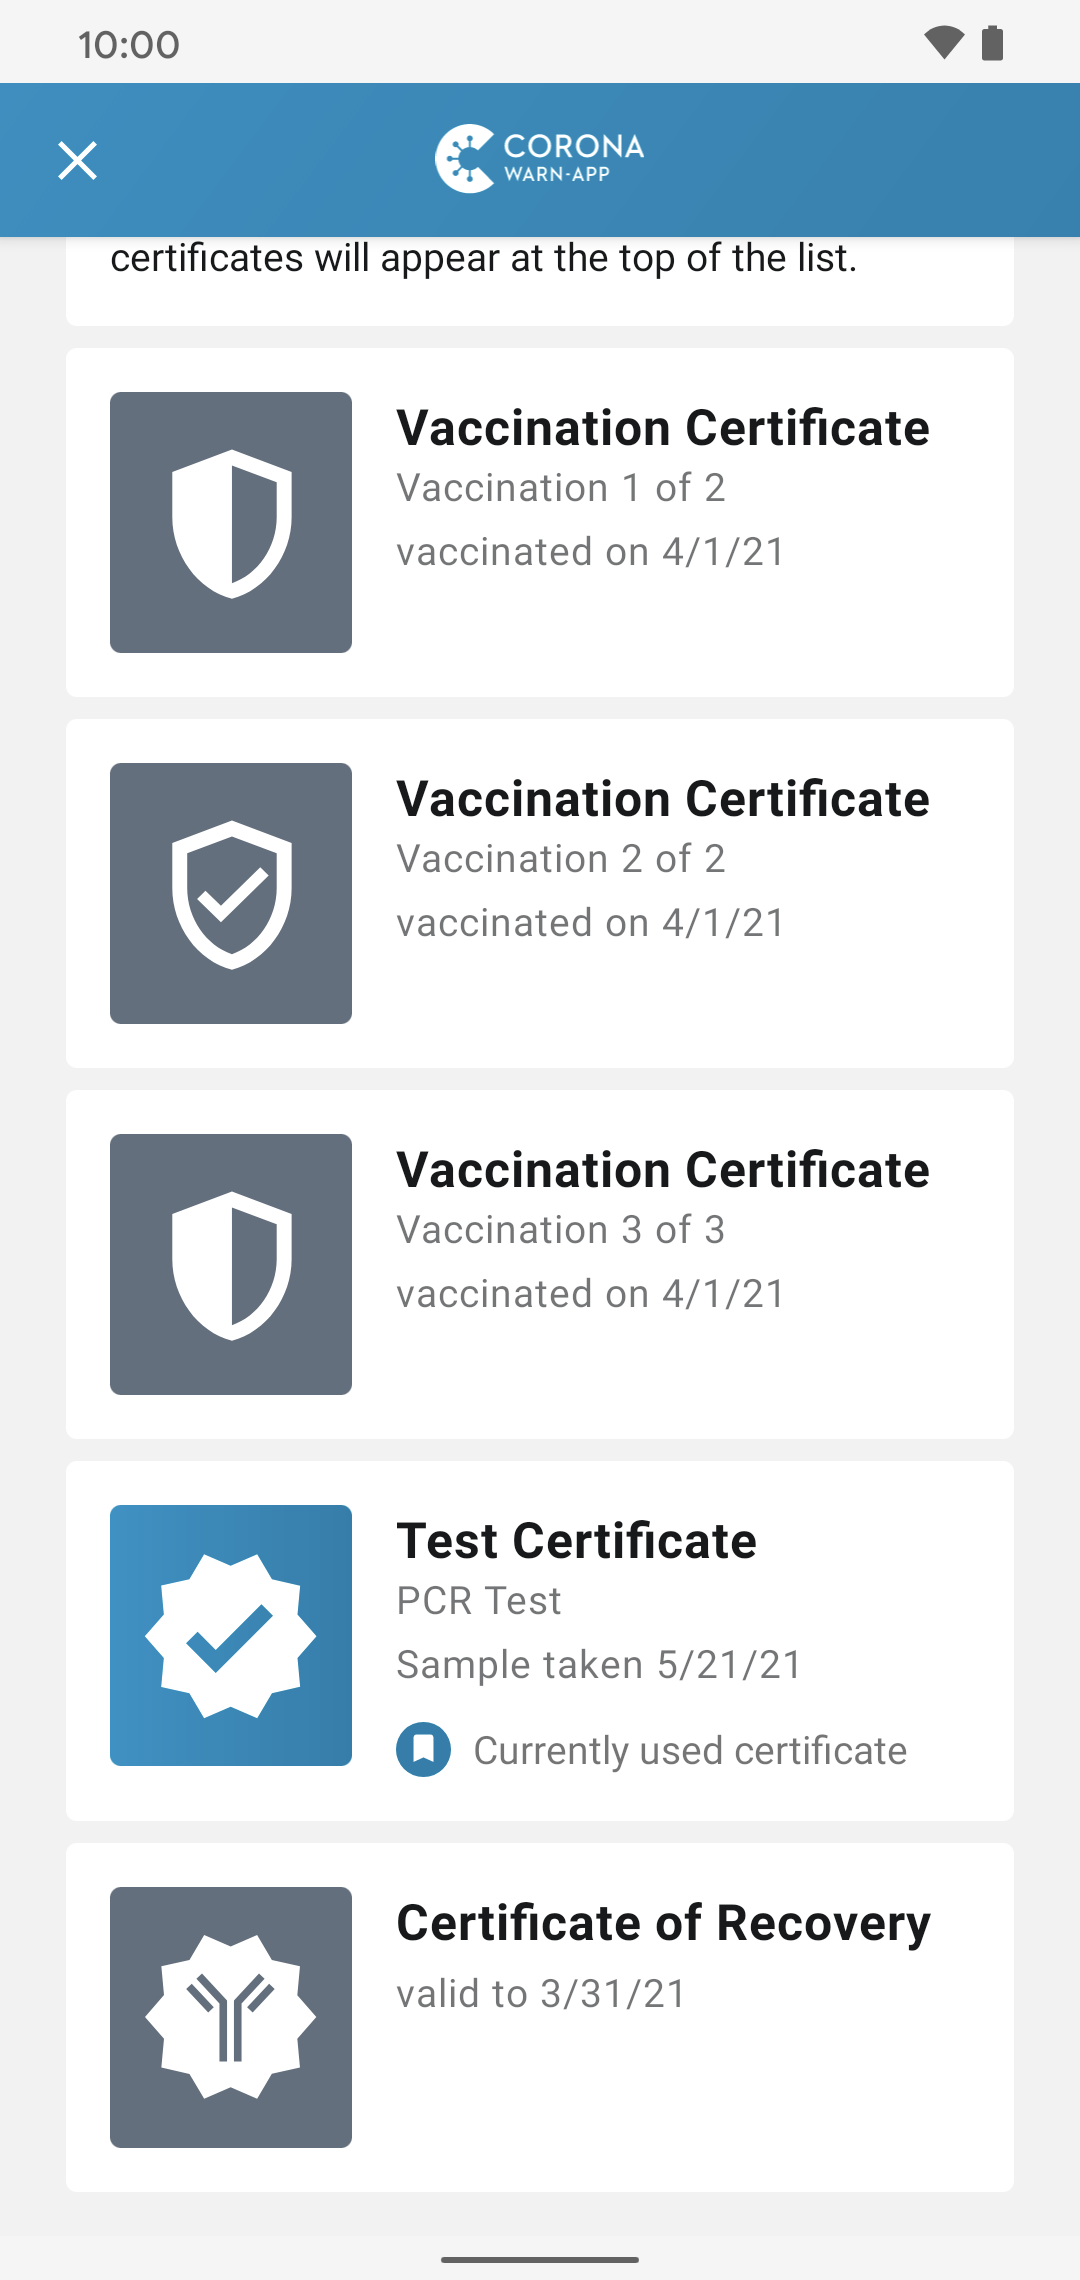 10:00
CORONA
WARN-APP
certificates will appear at the top of the list.
Vaccination Certificate
Vaccination 1 of 2
vaccinated on 4/1/21
Vaccination Certificate
Vaccination 2 of 2
vaccinated on 4/1/21
Vaccination Certificate
Vaccination 3 of 3
vaccinated on 4/1/21
Test Certificate
PCR Test
Sample taken 5/21/21
Currently used certificate
Certificate of Recovery
valid to 3/31/21